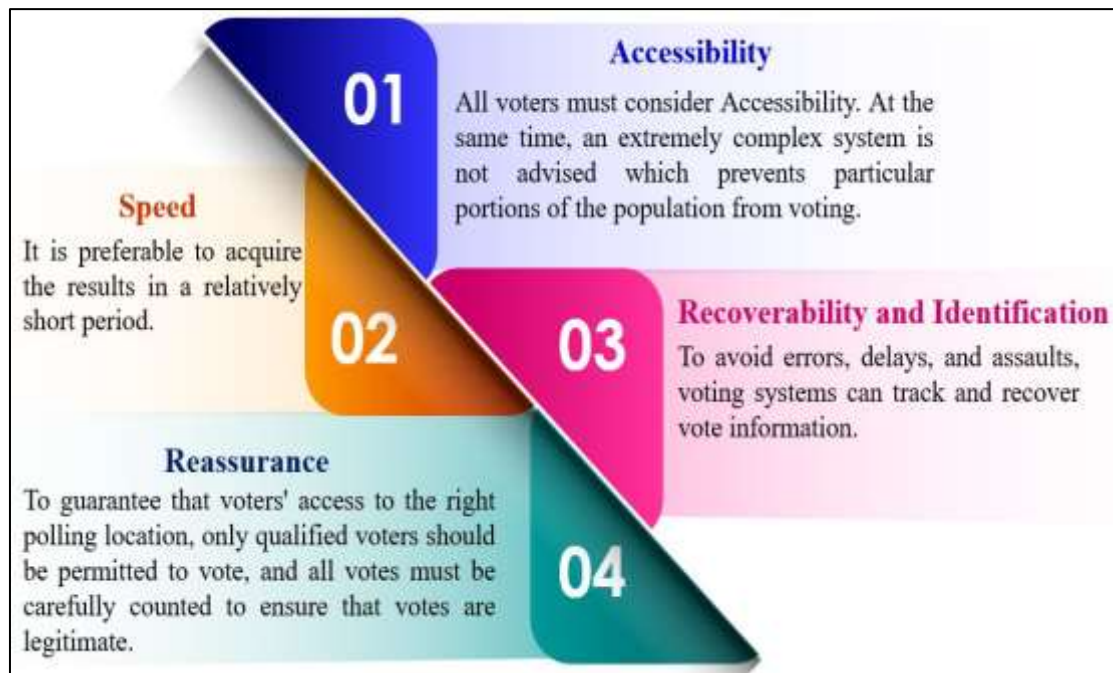 01
Accessibility
All voters must consider Accessibility. At the
same time, an extremely complex system is
not advised which prevents particular
portions of the population from voting.
Speed
It is preferable to acquire
the results in a relatively
short period.
02
03
Recoverability and Identification
To avoid errors, delays, and assaults,
voting systems can track and recover
vote information.
Reassurance
To guarantee that voters' access to the right
polling location, only qualified voters should
be permitted to vote, and all votes must be
carefully counted to ensure that votes are
legitimate.
04